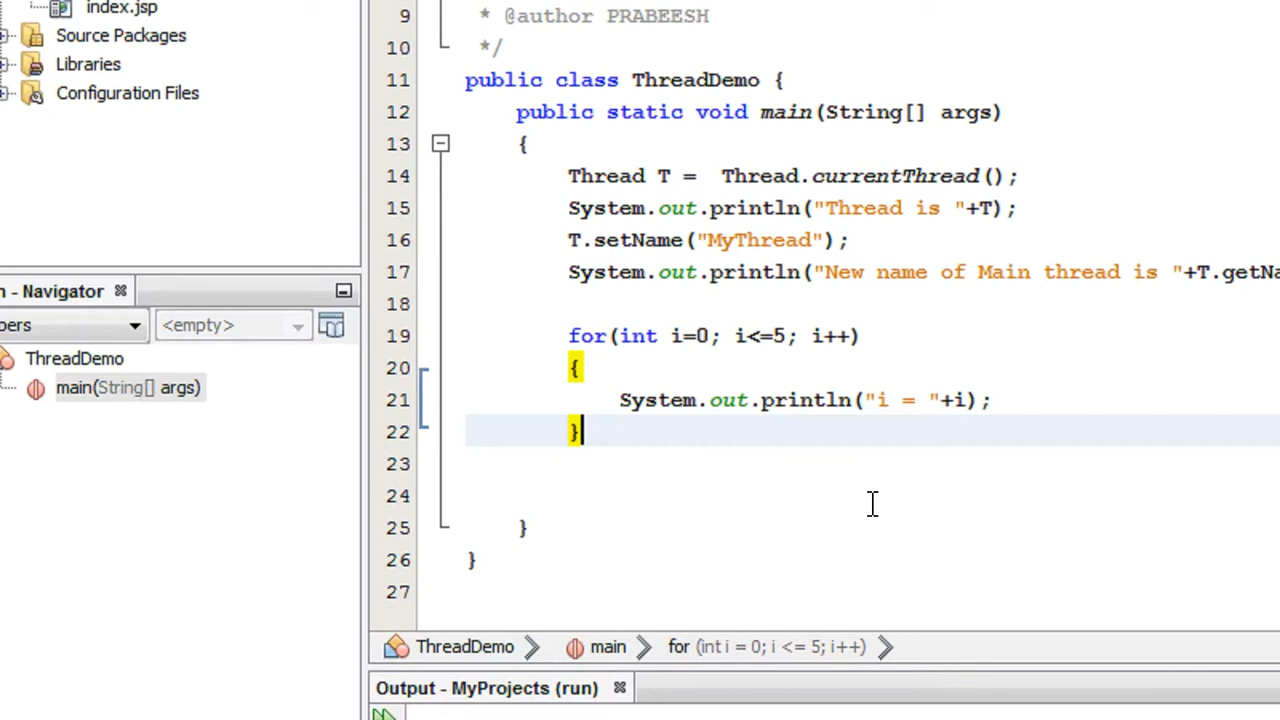 index.jsp
Source Packages
Libraries
Configuration Files
- Navigator
<empty>
ThreadDemo
main(String[] args)
9 * @author PRABEESH
10 */
11 public class ThreadDemo {
12 public static void main(String[] args)
13 {
14 Thread T =  Thread.currentThread();
15 System.out.println("Thread is "+T);
16 T.setName("MyThread");
17 System.out.println("New name of Main thread is "+T.getNa
18
19 for(int i=0; i<=5; i++)
20 {
21 System.out.println("i = "+i);
22 }
23
24
25 }
26 }
27
ThreadDemo main for (int i = 0; i <= 5; i++)
Output - MyProjects (run)